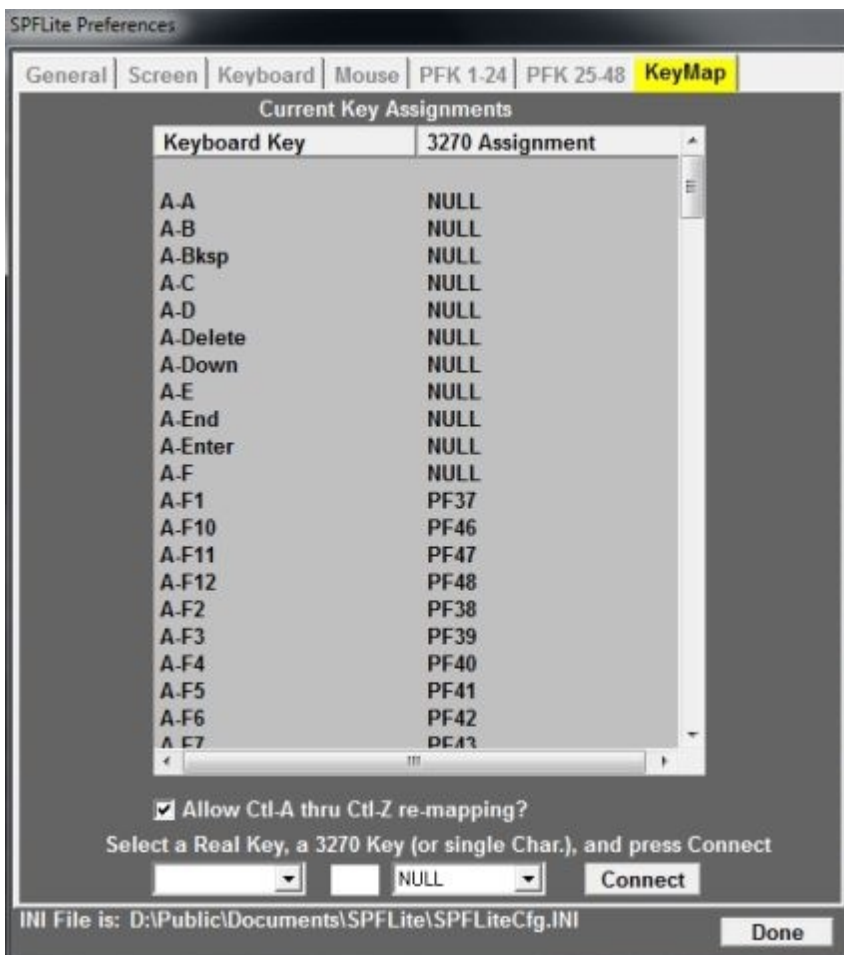 SPFLite Preferences
General Screen Keyboard Mouse PFK 1-24 PFK 25-48 KeyMap
Current Key Assignments
Keyboard Key 3270 Assignment
A-A NULL
A-B NULL
A-Bksp NULL
A-C NULL
A-D NULL
A-Delete NULL
A-Down NULL
A-E NULL
A-End NULL
A-Enter NULL
A-F NULL
A-F1 PF37
A-F10 PF46
A-F11 PF47
A-F12 PF48
A-F2 PF38
A-F3 PF39
A-F4 PF40
A-F5 PF41
A-F6 PF42
A-F7 PF43
Allow Ctl-A thru Ctl-Z re-mapping?
Select a Real Key, a 3270 Key (or single Char.), and press Connect
NULL Connect
INI File is: D:\Public\Documents\SPFLite\SPFLiteCfg.INI
Done